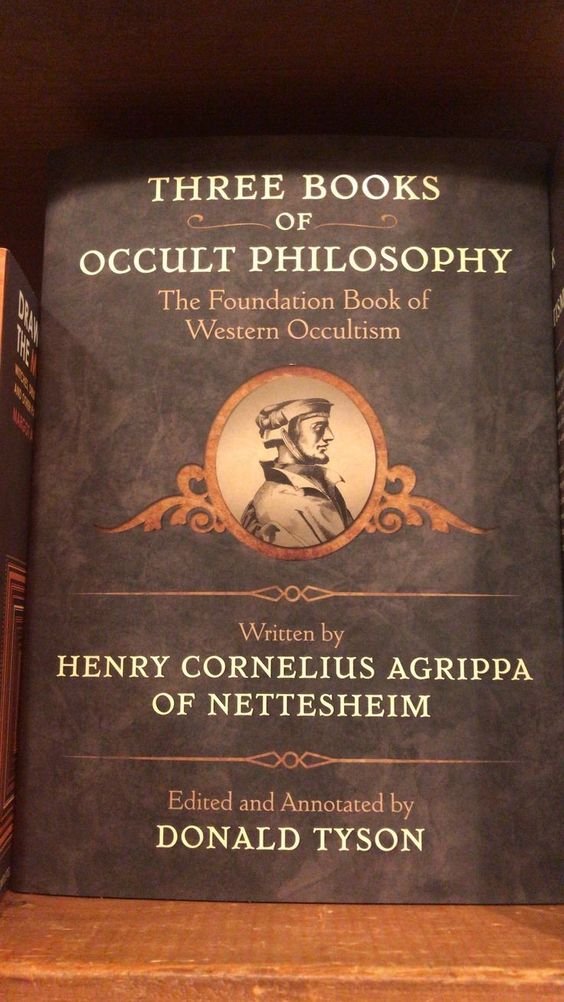 THREE BOOKS
OF
OCCULT PHILOSOPHY
The Foundation Book of
Western Occultism
Written by
HENRY CORNELIUS AGRIPPA
OF NETTESHEIM
Edited and Annotated by
DONALD TYSON
THE